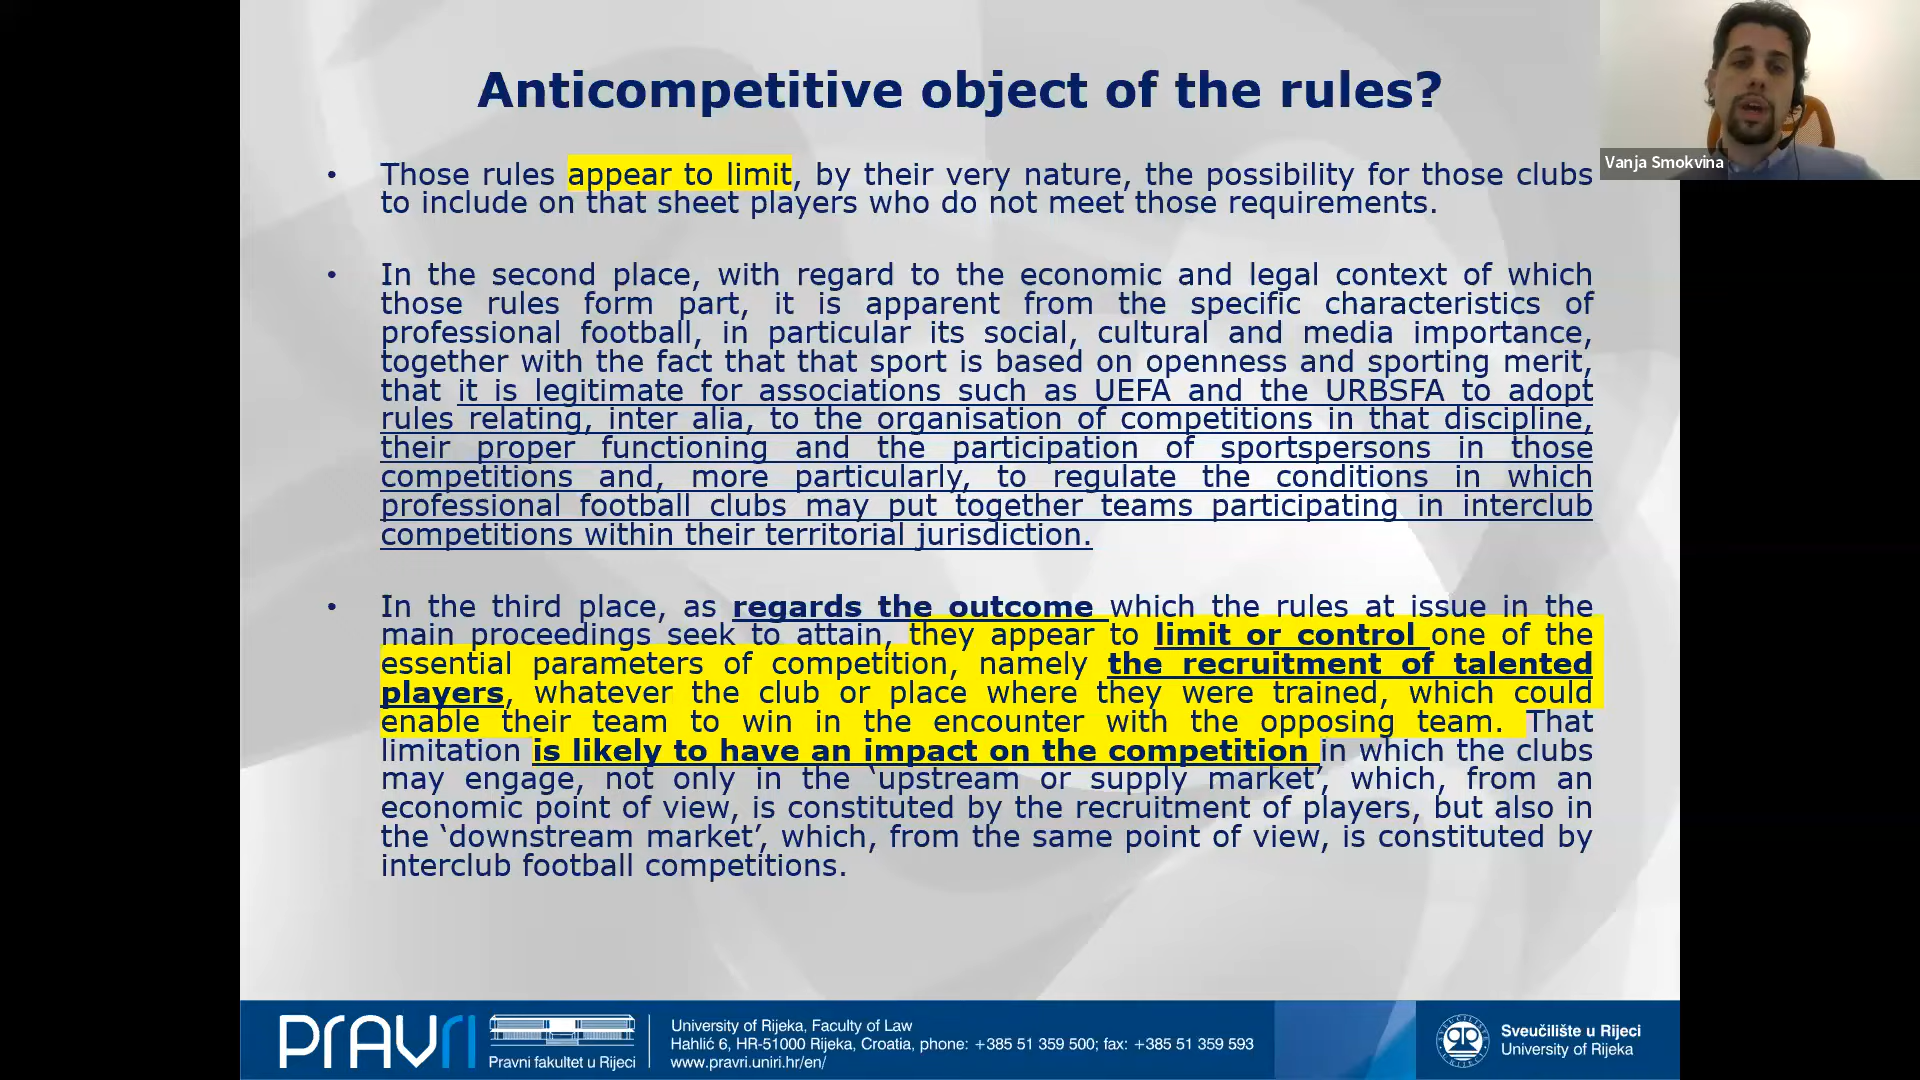 Anticompetitive object of the rules?
Vanja Smokvina
• Those rules appear to limit, by their very nature, the possibility for those clubs
to include on that sheet players who do not meet those requirements.
• In the second place, with regard to the economic and legal context of which
those rules form part, it is apparent from the specific characteristics of
professional football, in particular its social, cultural and media importance,
together with the fact that that sport is based on openness and sporting merit,
that it is legitimate for associations such as UEFA and the URBSFA to adopt
rules relating, inter alia, to the organisation of competitions in that discipline,
their proper functioning and the participation of sportspersons in those
competitions and, more particularly, to regulate the conditions in which
professional football clubs may put together teams participating in interclub
competitions within their territorial jurisdiction.
• In the third place, as regards the outcome which the rules at issue in the
main proceedings seek to attain, they appear to limit or control one of the
essential parameters of competition, namely the recruitment of talented
players, whatever the club or place where they were trained, which could
enable their team to win in the encounter with the opposing team. That
limitation is likely to have an impact on the competition in which the clubs
may engage, not only in the ‘upstream or supply market’, which, from an
economic point of view, is constituted by the recruitment of players, but also in
the ‘downstream market’, which, from the same point of view, is constituted by
interclub football competitions.
pravri
Pravni fakultet u Rijeci
University of Rijeka, Faculty of Law
Hahlić 6, HR-51000 Rijeka, Croatia, phone: +385 51 359 500; fax: +385 51 359 593
www.pravri.uniri.hr/en/
Sveučilište u Rijeci
University of Rijeka